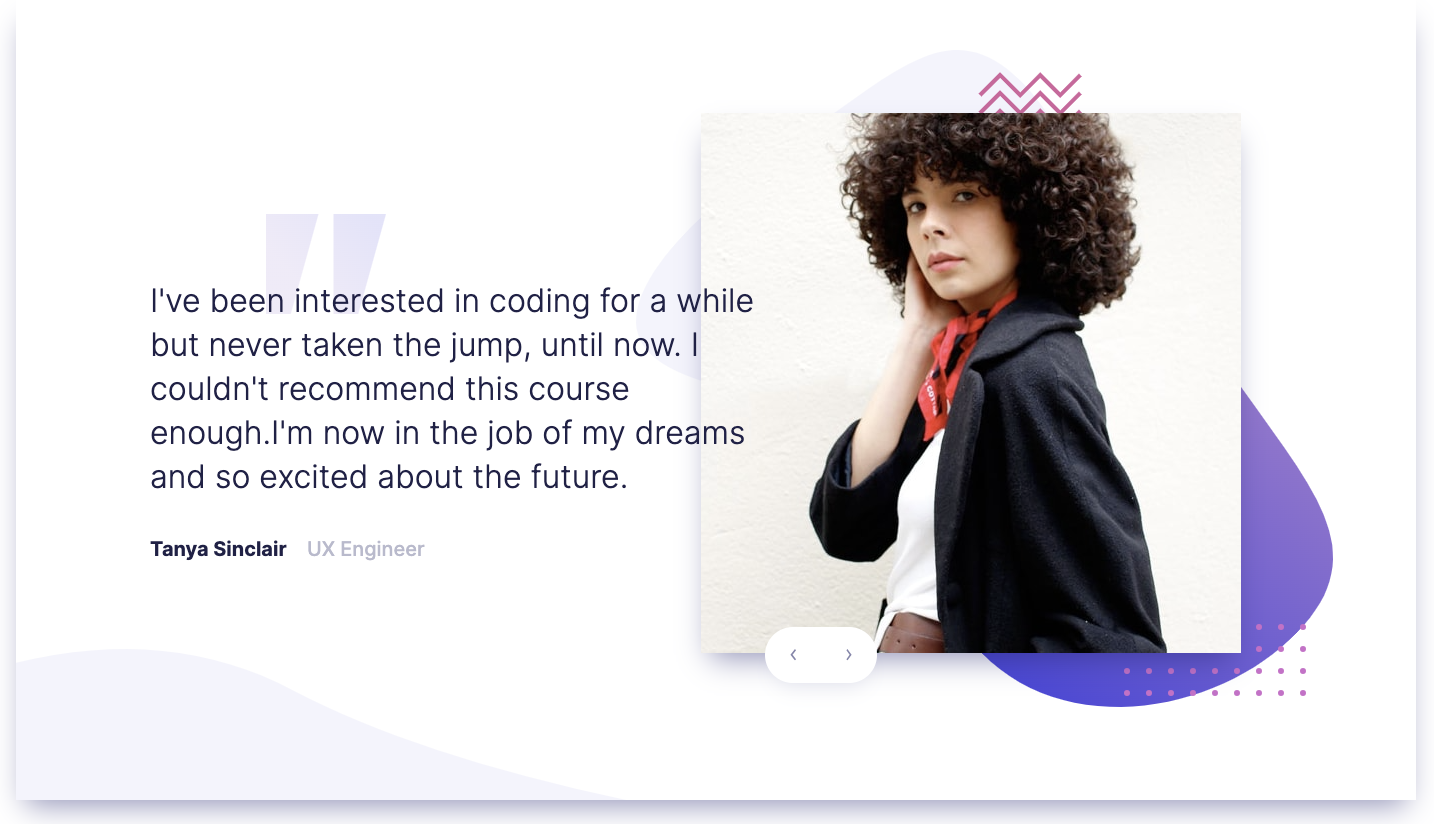 "
I've been interested in coding for a while
but never taken the jump, until now. I
couldn't recommend this course
enough.I'm now in the job of my dreams
and so excited about the future.
Tanya Sinclair UX Engineer
‹ ›